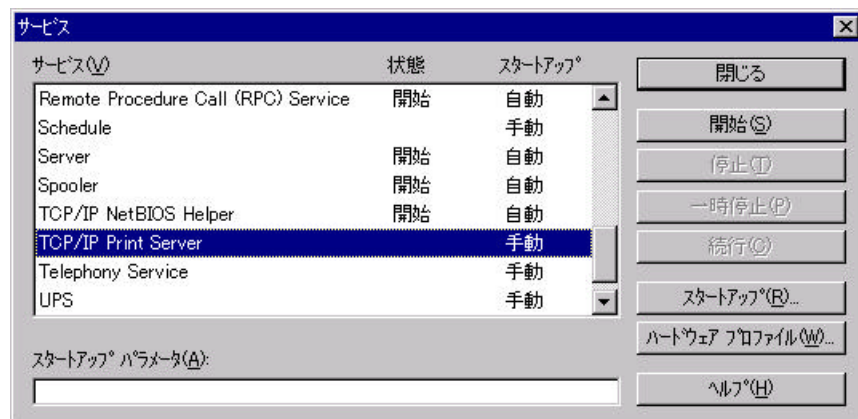 サービス
サービス(V) 状態 スタートアップ
Remote Procedure Call (RPC) Service 開始 自動
Schedule 手動
Server 開始 自動
Spooler 開始 自動
TCP/IP NetBIOS Helper 開始 自動
TCP/IP Print Server 手動
Telephony Service 手動
UPS 手動
スタートアップ パラメータ(A):
閉じる
開始(S)
停止(T)
一時停止(P)
続行(C)
スタートアップ(R)...
ハードウェア プロファイル(W)...
ヘルプ(H)